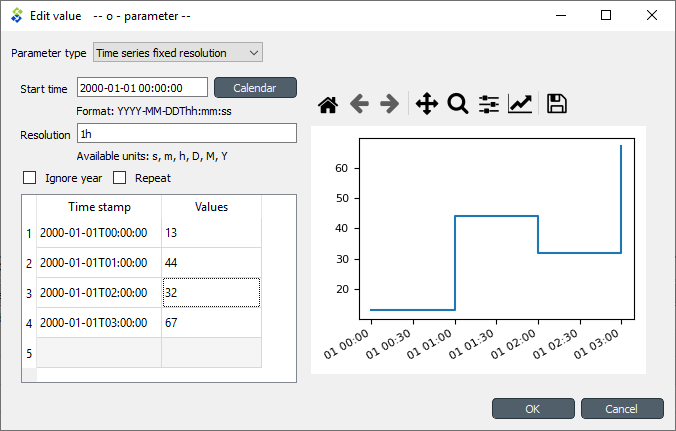 Edit value -- o - parameter --
Parameter type Time series fixed resolution
Start time 2000-01-01 00:00:00 Calendar
Format: YYYY-MM-DDThh:mm:ss
Resolution 1h
Available units: s, m, h, D, M, Y
Ignore year Repeat
Time stamp Values
1 2000-01-01T00:00:00 13
2 2000-01-01T01:00:00 44
3 2000-01-01T02:00:00 32
4 2000-01-01T03:00:00 67
5
60
50
40
30
20
01 00:00 01 00:30 01 01:00 01 01:30 01 02:00 01 02:30 01 03:00
OK Cancel